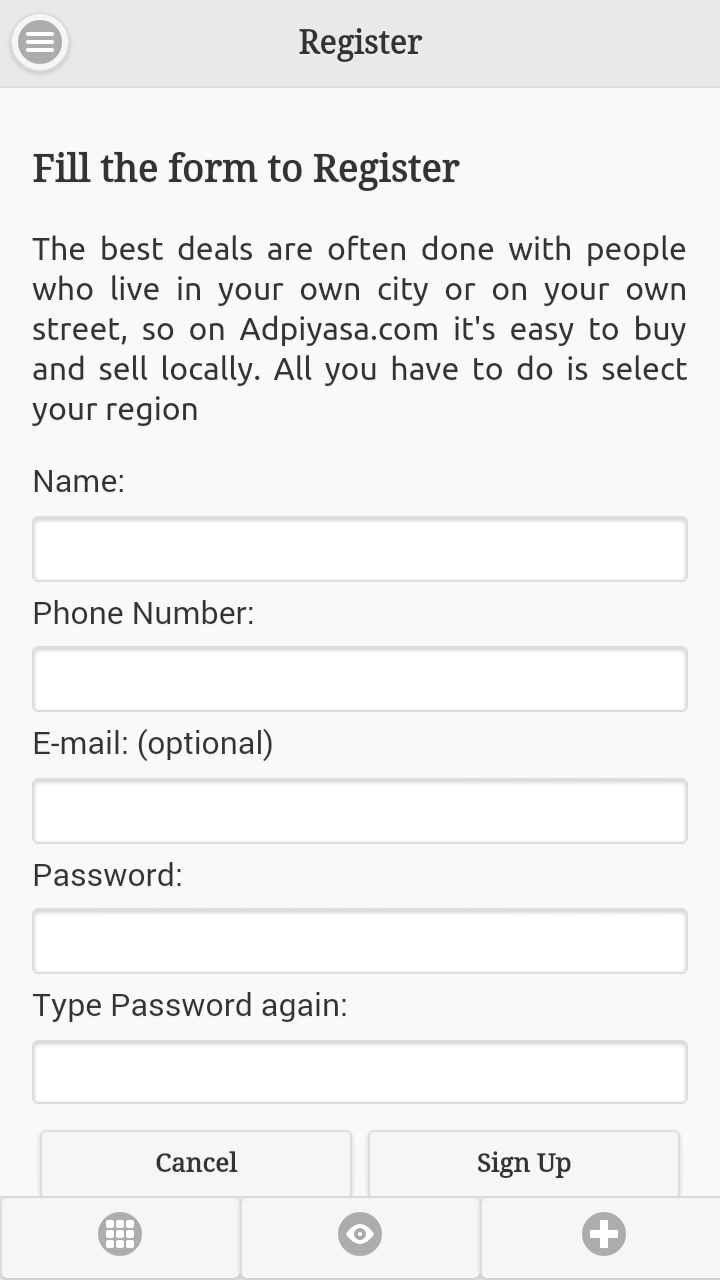 Register
Fill the form to Register
The best deals are often done with people
who live in your own city or on your own
street, so on Adpiyasa.com it's easy to buy
and sell locally. All you have to do is select
your region
Name:
Phone Number:
E-mail: (optional)
Password:
Type Password again:
Cancel
Sign Up